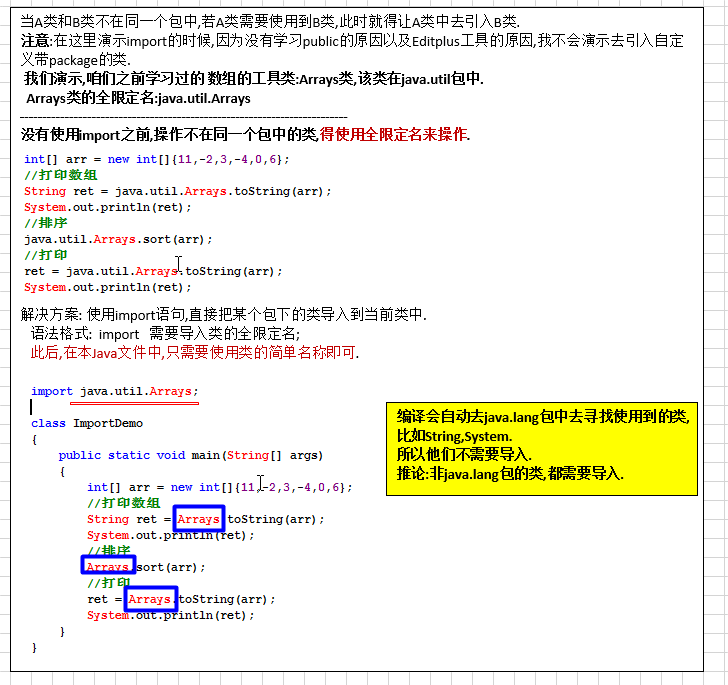 当A类和B类不在同一个包中,若A类需要使用到B类,此时就得让A类中去引入B类.
注意:在这里演示import的时候,因为没有学习public的原因以及Editplus工具的原因,我不会演示去引入自定
义带package的类.
我们演示,咱们之前学习过的 数组的工具类:Arrays类,该类在java.util包中.
Arrays类的全限定名:java.util.Arrays
--------------------------------------------------------------------------
没有使用import之前,操作不在同一个包中的类,得使用全限定名来操作.
int[] arr = new int[]{11,-2,3,-4,0,6};
//打印数组
String ret = java.util.Arrays.toString(arr);
System.out.println(ret);
//排序
java.util.Arrays.sort(arr);
//打印
ret = java.util.Arrays.toString(arr);
System.out.println(ret);
解决方案: 使用import语句,直接把某个包下的类导入到当前类中.
语法格式: import 需要导入类的全限定名;
此后,在本Java文件中,只需要使用类的简单名称即可.
import java.util.Arrays;
class ImportDemo
{
public static void main(String[] args)
{
int[] arr = new int[]{11,-2,3,-4,0,6};
//打印数组
String ret = Arrays.toString(arr);
System.out.println(ret);
//排序
Arrays.sort(arr);
//打印
ret = Arrays.toString(arr);
System.out.println(ret);
}
}
编译会自动去java.lang包中去寻找使用到的类,
比如String,System.
所以他们不需要导入.
推论:非java.lang包的类,都需要导入.